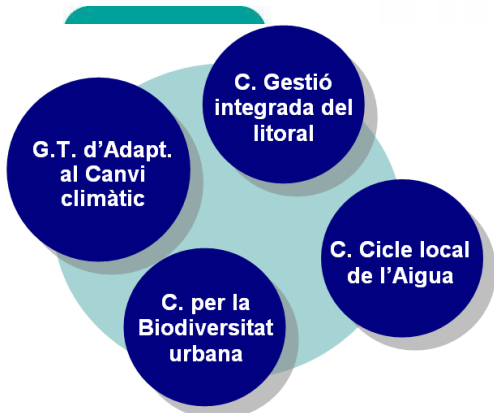 C. Gestió
integrada del
litoral
G.T. d'Adapt.
al Canvi
climàtic
C. Cicle local
de l'Aigua
C. per la
Biodiversitat
urbana